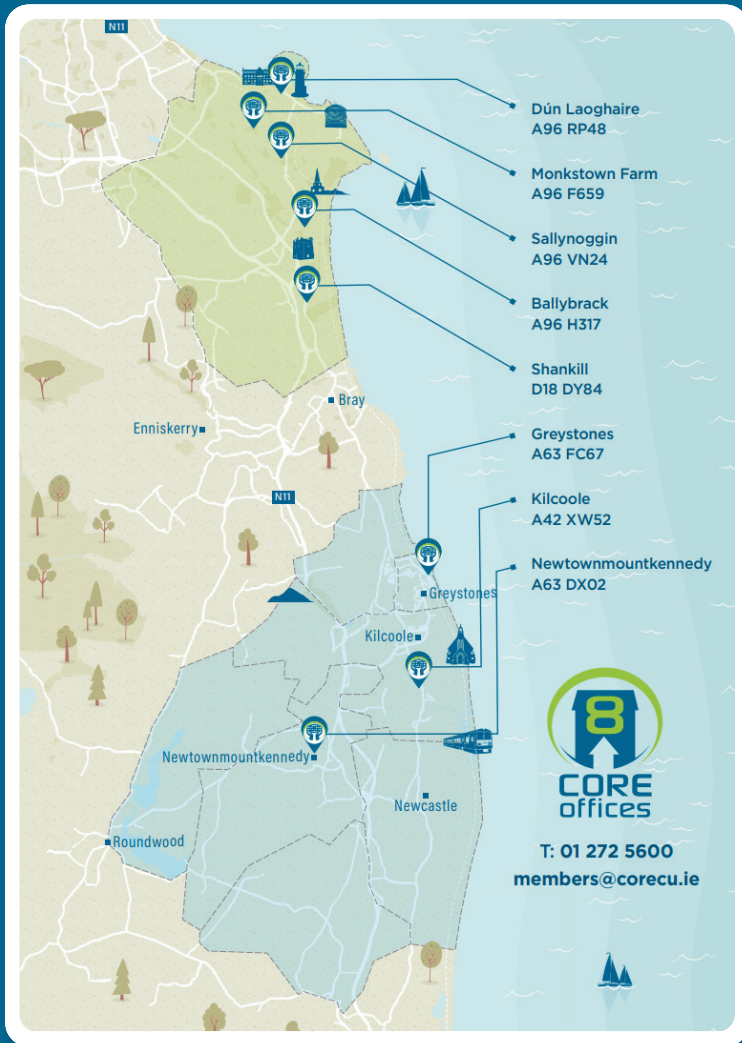 N11
Dún Laoghaire
A96 RP48
Monkstown Farm
A96 F659
Sallynoggin
A96 VN24
Ballybrack
A96 H317
Shankill
D18 DY84
Bray
Enniskerry
Greystones
A63 FC67
N11
Kilcoole
A42 XW52
Newtownmountkennedy
A63 DX02
Greystones
Kilcoole
Newtownmountkennedy
Newcastle
Roundwood
8
CORE
offices
T: 01 272 5600
members@corecu.ie